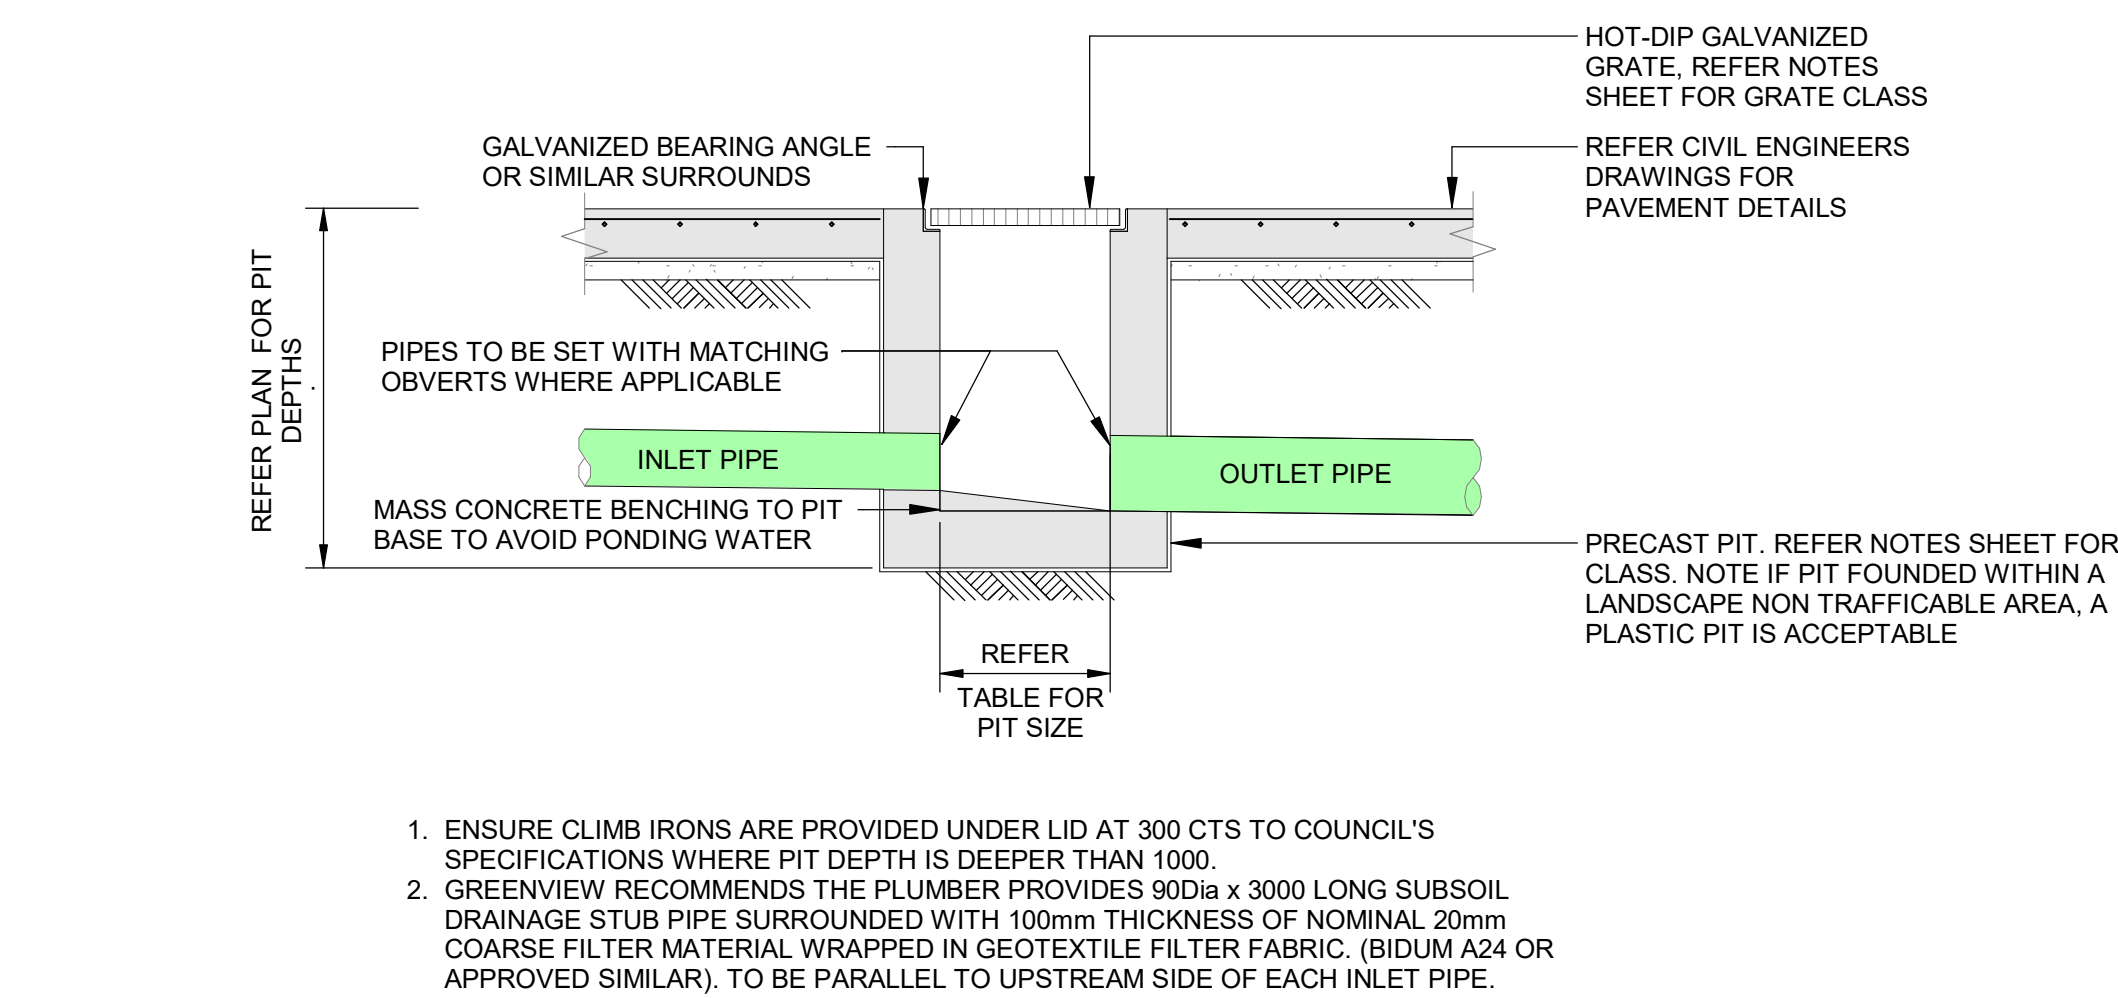 HOT-DIP GALVANIZED
GRATE, REFER NOTES
SHEET FOR GRATE CLASS
GALVANIZED BEARING ANGLE
OR SIMILAR SURROUNDS
REFER CIVIL ENGINEERS
DRAWINGS FOR
PAVEMENT DETAILS
REFER PLAN FOR PIT
DEPTHS
PIPES TO BE SET WITH MATCHING
OBVERTS WHERE APPLICABLE
INLET PIPE
OUTLET PIPE
MASS CONCRETE BENCHING TO PIT
BASE TO AVOID PONDING WATER
PRECAST PIT. REFER NOTES SHEET FOR
CLASS. NOTE IF PIT FOUNDED WITHIN A
LANDSCAPE NON TRAFFICABLE AREA, A
PLASTIC PIT IS ACCEPTABLE
REFER
TABLE FOR
PIT SIZE
1. ENSURE CLIMB IRONS ARE PROVIDED UNDER LID AT 300 CTS TO COUNCIL'S
SPECIFICATIONS WHERE PIT DEPTH IS DEEPER THAN 1000.
2. GREENVIEW RECOMMENDS THE PLUMBER PROVIDES 90Dia x 3000 LONG SUBSOIL
DRAINAGE STUB PIPE SURROUNDED WITH 100mm THICKNESS OF NOMINAL 20mm
COARSE FILTER MATERIAL WRAPPED IN GEOTEXTILE FILTER FABRIC. (BIDUM A24 OR
APPROVED SIMILAR). TO BE PARALLEL TO UPSTREAM SIDE OF EACH INLET PIPE.